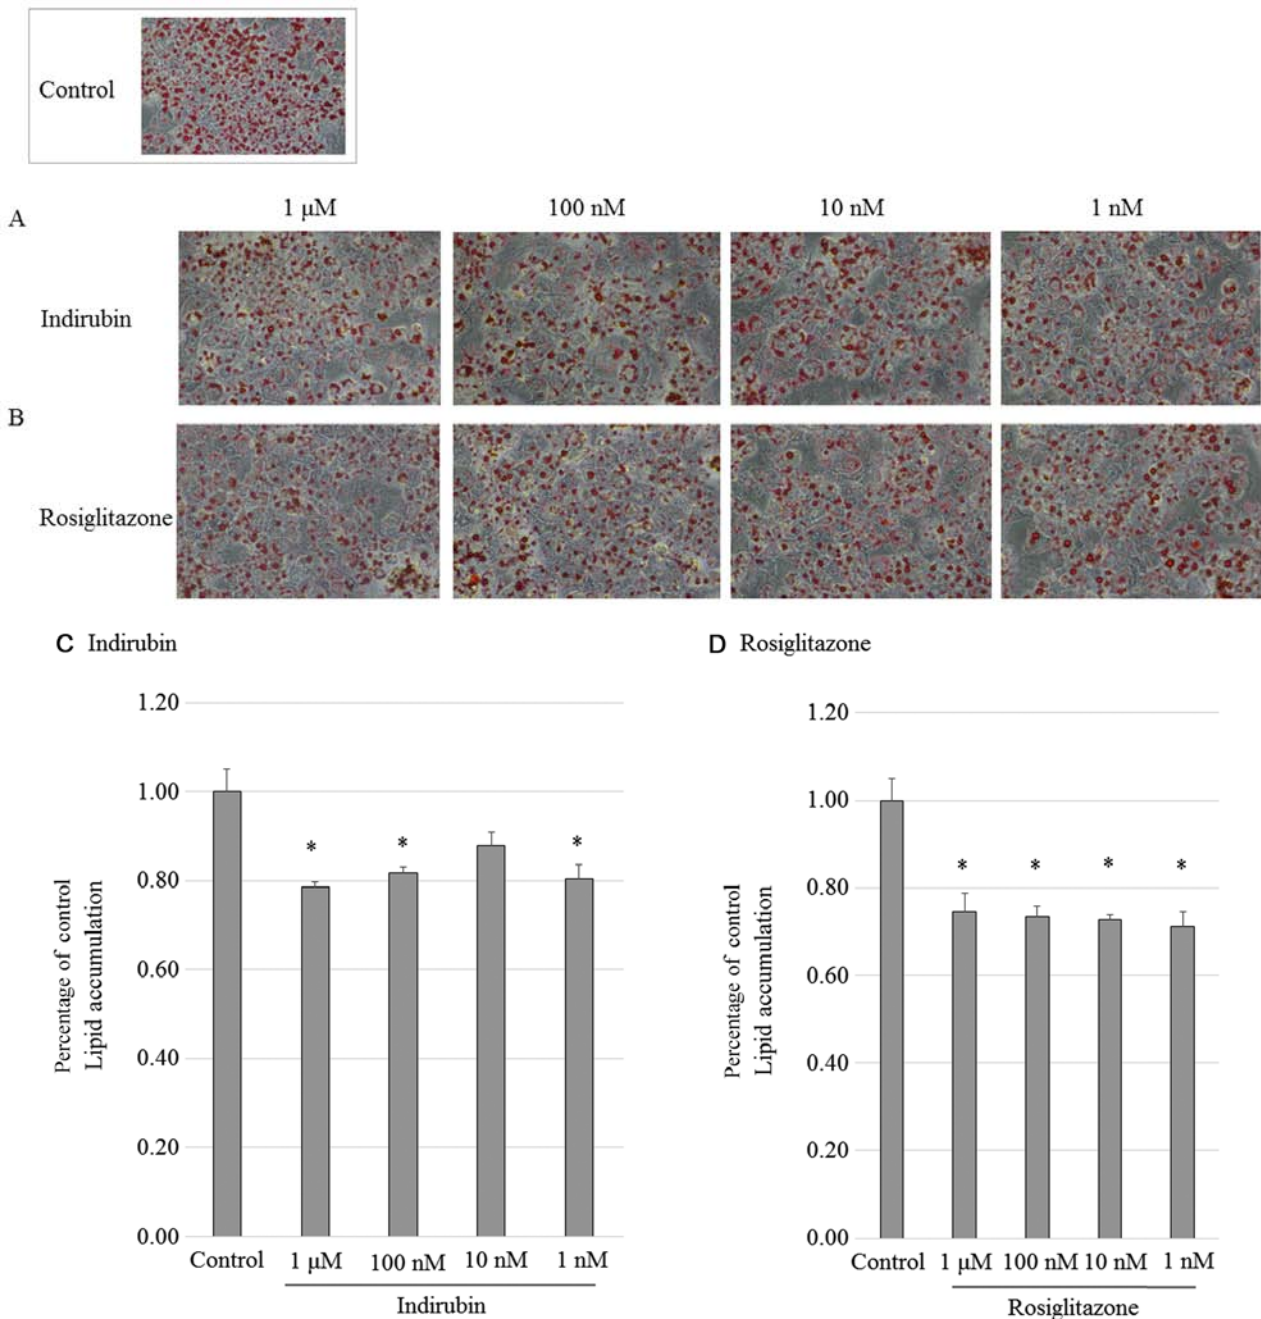 Control
A
1 μM 100 nM 10 nM 1 nM
Indirubin
B
Rosiglitazone
C Indirubin
1.20
1.00
0.80
0.60
0.40
0.20
0.00
Percentage of control
Lipid accumulation
* * *
Control 1 μM 100 nM 10 nM 1 nM
Indirubin
D Rosiglitazone
1.20
1.00
0.80
0.60
0.40
0.20
0.00
Percentage of control
Lipid accumulation
* * * *
Control 1 μM 100 nM 10 nM 1 nM
Rosiglitazone